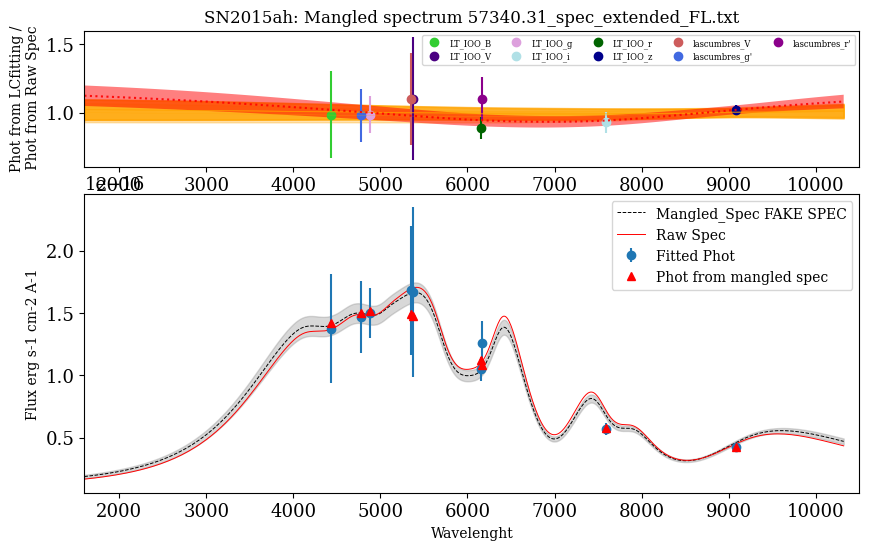 SN2015ah: Mangled spectrum 57340.31_spec_extended_FL.txt
Phot from LCfitting /
Phot from Raw Spec
1.5
1.0
LT_IOO_B LT_IOO_g LT_IOO_r lascumbres_V lascumbres_r'
LT_IOO_V LT_IOO_i LT_IOO_z lascumbres_g'
2000 3000 4000 5000 6000 7000 8000 9000 10000
1e−16
Flux erg s-1 cm-2 A-1
2.0
1.5
1.0
0.5
Mangled_Spec FAKE SPEC
Raw Spec
Fitted Phot
Phot from mangled spec
2000 3000 4000 5000 6000 7000 8000 9000 10000
Wavelenght